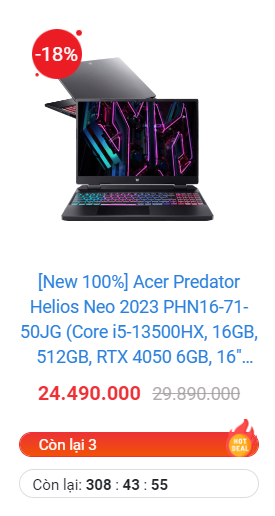 -18%
[New 100%] Acer Predator
Helios Neo 2023 PHN16-71-
50JG (Core i5-13500HX, 16GB,
512GB, RTX 4050 6GB, 16"...
24.490.000 29.890.000
Còn lại 3
HOT
DEAL
Còn lại: 308 : 43 : 55